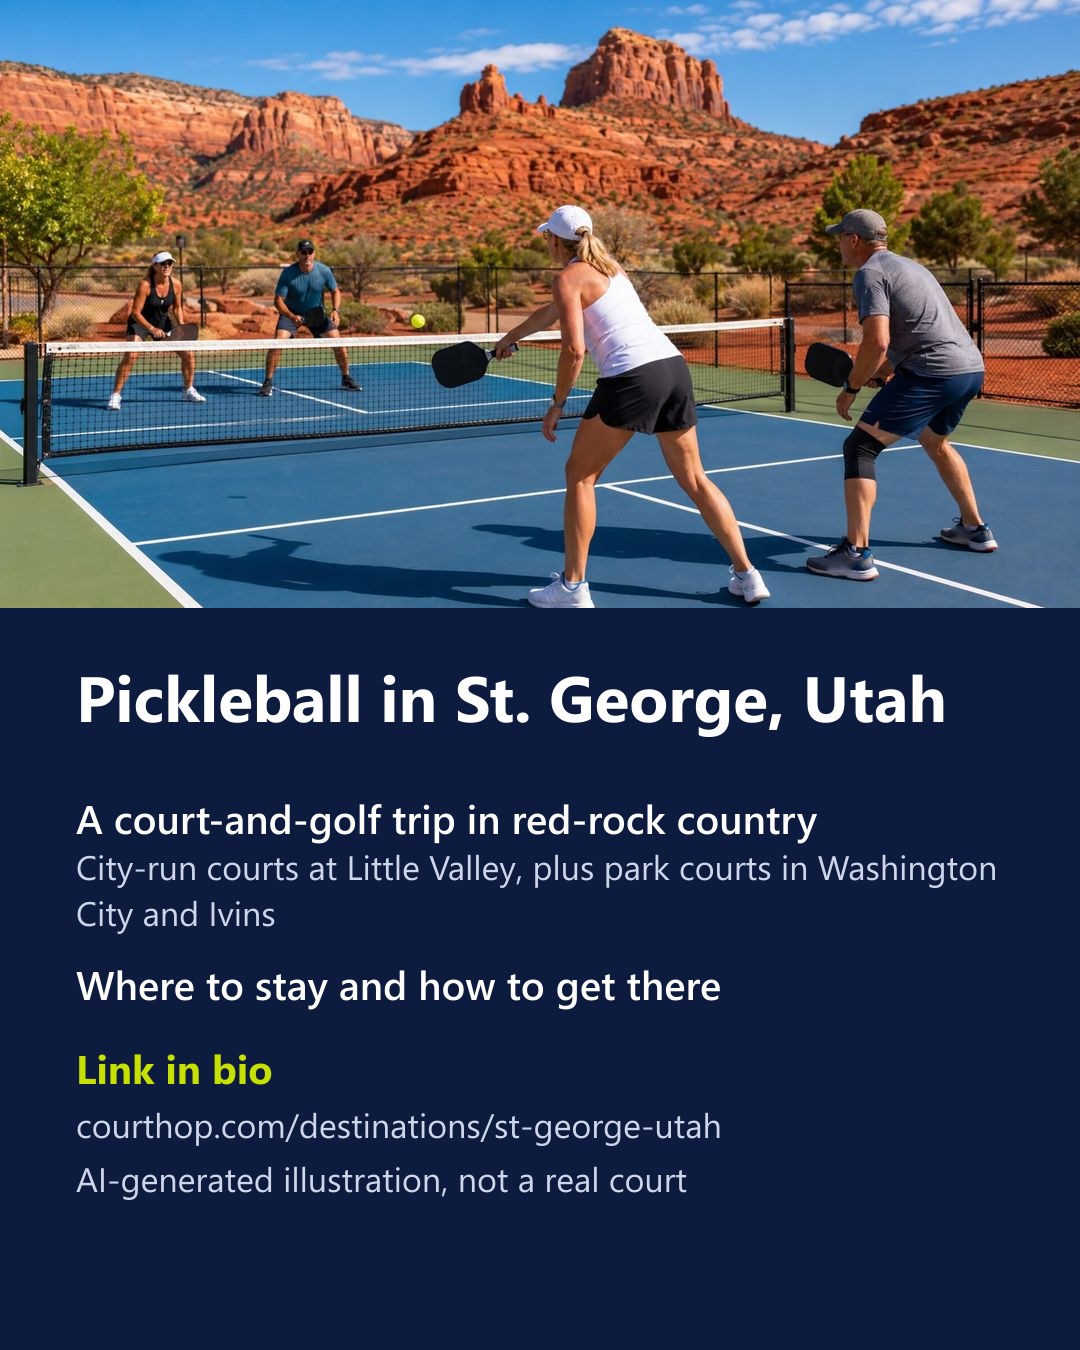 Pickleball in St. George, Utah
A court-and-golf trip in red-rock country
City-run courts at Little Valley, plus park courts in Washington
City and Ivins
Where to stay and how to get there
Link in bio
courthop.com/destinations/st-george-utah
AI-generated illustration, not a real court